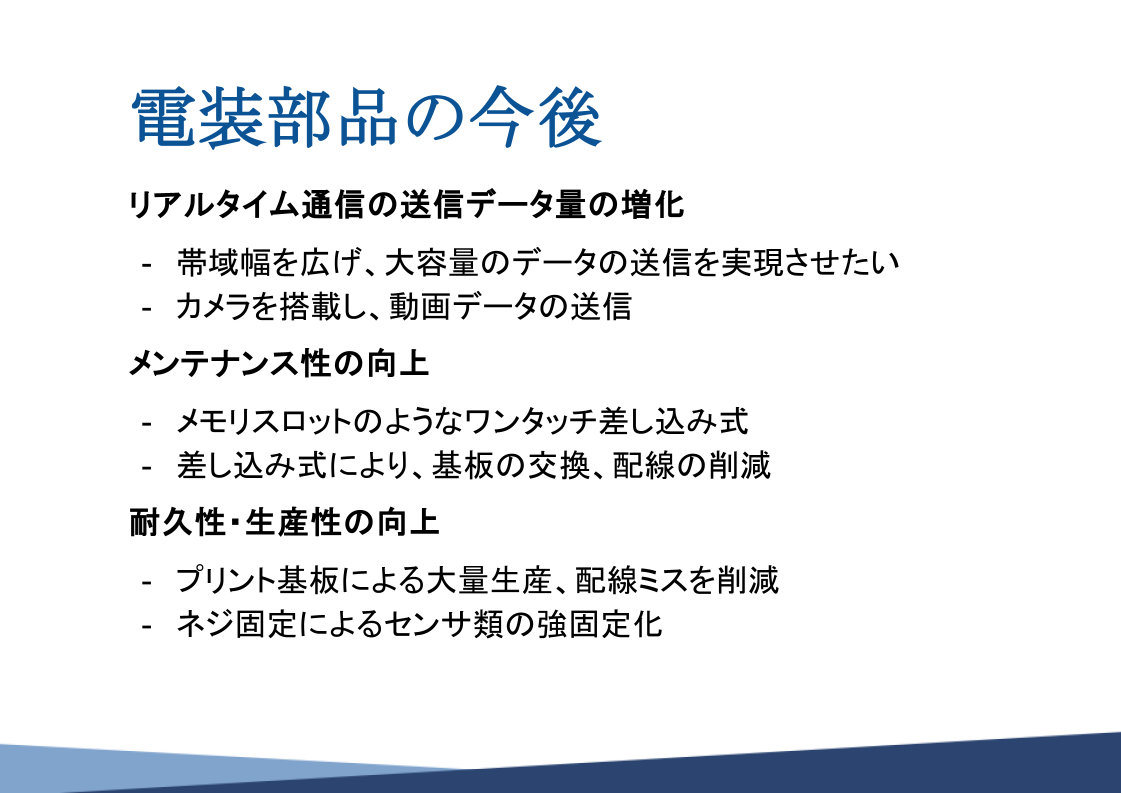 電装部品の今後
リアルタイム通信の送信データ量の増化
- 帯域幅を広げ、大容量のデータの送信を実現させたい
- カメラを搭載し、動画データの送信
メンテナンス性の向上
- メモリスロットのようなワンタッチ差し込み式
- 差し込み式により、基板の交換、配線の削減
耐久性・生産性の向上
- プリント基板による大量生産、配線ミスを削減
- ネジ固定によるセンサ類の強固定化